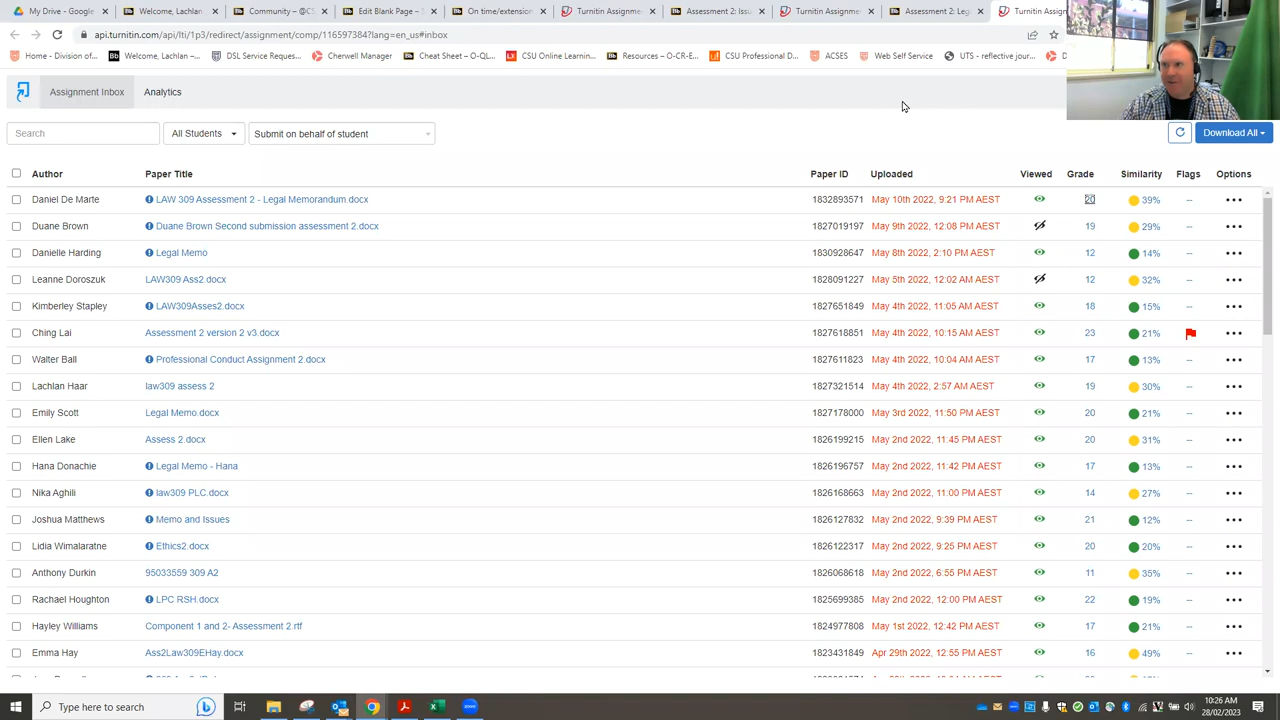 My Drive - Google
Welcome, Lachlan
Community – @CS
Edit Blank Page – S
On time/extension
Turnitin Assignme
Assessment 2: Issu
Turnitin Assignme
Assessment 2: Leg
Turnitin Assignm
api.turnitin.com/api/lti/1p3/redirect/assignment/comp/116597384?lang=en_us#inbox
Home - Division of...
Welcome, Lachlan –...
DSL Service Reques...
Cherwell Manager
Cheat Sheet – O-QL...
CSU Online Learnin...
Resources – O-CR-E...
CSU Professional D...
ACSES
Web Self Service
UTS - reflective jour...
Assignment Inbox Analytics
Search All Students Submit on behalf of student Download All
Author Paper Title Paper ID Uploaded Viewed Grade Similarity Flags Options
Daniel De Marte LAW 309 Assessment 2 - Legal Memorandum.docx 1832893571 May 10th 2022, 9:21 PM AEST 20 39% -- •••
Duane Brown Duane Brown Second submission assessment 2.docx 1827019197 May 9th 2022, 12:08 PM AEST 19 29% -- •••
Danielle Harding Legal Memo 1830928647 May 8th 2022, 2:10 PM AEST 12 14% -- •••
Leanne Doroszuk LAW309 Ass2.docx 1828091227 May 5th 2022, 12:02 AM AEST 12 32% -- •••
Kimberley Stapley LAW309Asses2.docx 1827651849 May 4th 2022, 11:05 AM AEST 18 15% -- •••
Ching Lai Assessment 2 version 2 v3.docx 1827618851 May 4th 2022, 10:15 AM AEST 23 21% •••
Walter Ball Professional Conduct Assignment 2.docx 1827611823 May 4th 2022, 10:04 AM AEST 17 13% -- •••
Lachlan Haar law309 assess 2 1827321514 May 4th 2022, 2:57 AM AEST 19 30% -- •••
Emily Scott Legal Memo.docx 1827178000 May 3rd 2022, 11:50 PM AEST 20 21% -- •••
Ellen Lake Assess 2.docx 1826199215 May 2nd 2022, 11:45 PM AEST 20 31% -- •••
Hana Donachie Legal Memo - Hana 1826196757 May 2nd 2022, 11:42 PM AEST 17 13% -- •••
Nika Aghili law309 PLC.docx 1826168663 May 2nd 2022, 11:00 PM AEST 14 27% -- •••
Joshua Matthews Memo and Issues 1826127832 May 2nd 2022, 9:39 PM AEST 21 12% -- •••
Lidia Wimalaratne Ethics2.docx 1826122317 May 2nd 2022, 9:25 PM AEST 20 20% -- •••
Anthony Durkin 95033559 309 A2 1826068618 May 2nd 2022, 6:55 PM AEST 11 35% -- •••
Rachael Houghton LPC RSH.docx 1825699385 May 2nd 2022, 12:00 PM AEST 22 19% -- •••
Hayley Williams Component 1 and 2- Assessment 2.rtf 1824977808 May 1st 2022, 12:42 PM AEST 17 21% -- •••
Emma Hay Ass2Law309EHay.docx 1823431849 Apr 29th 2022, 12:55 PM AEST 16 49% -- •••
Type here to search
10:26 AM
28/02/2023